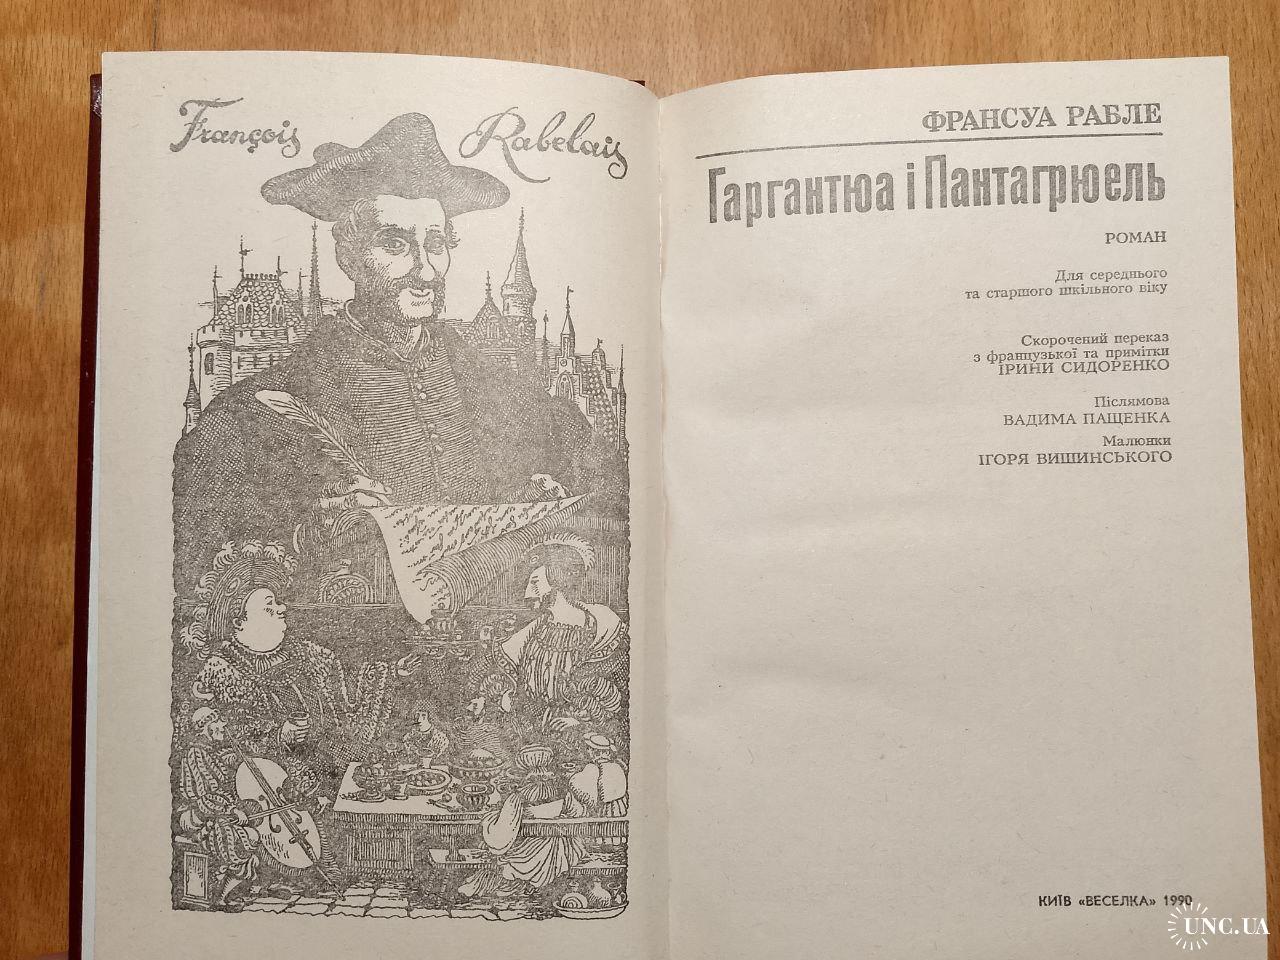 François Rabelais
ФРАНСУА РАБЛЕ
Гаргантюа і Пантагрюель
РОМАН
Для середнього
та старшого шкільного віку
Скорочений переказ
з французької та примітки
ІРИНИ СИДОРЕНКО
Післямова
ВАДИМА ПАЩЕНКА
Малюнки
ІГОРЯ ВИШИНСЬКОГО
КИЇВ «ВЕСЕЛКА» 1990
UNC.UA